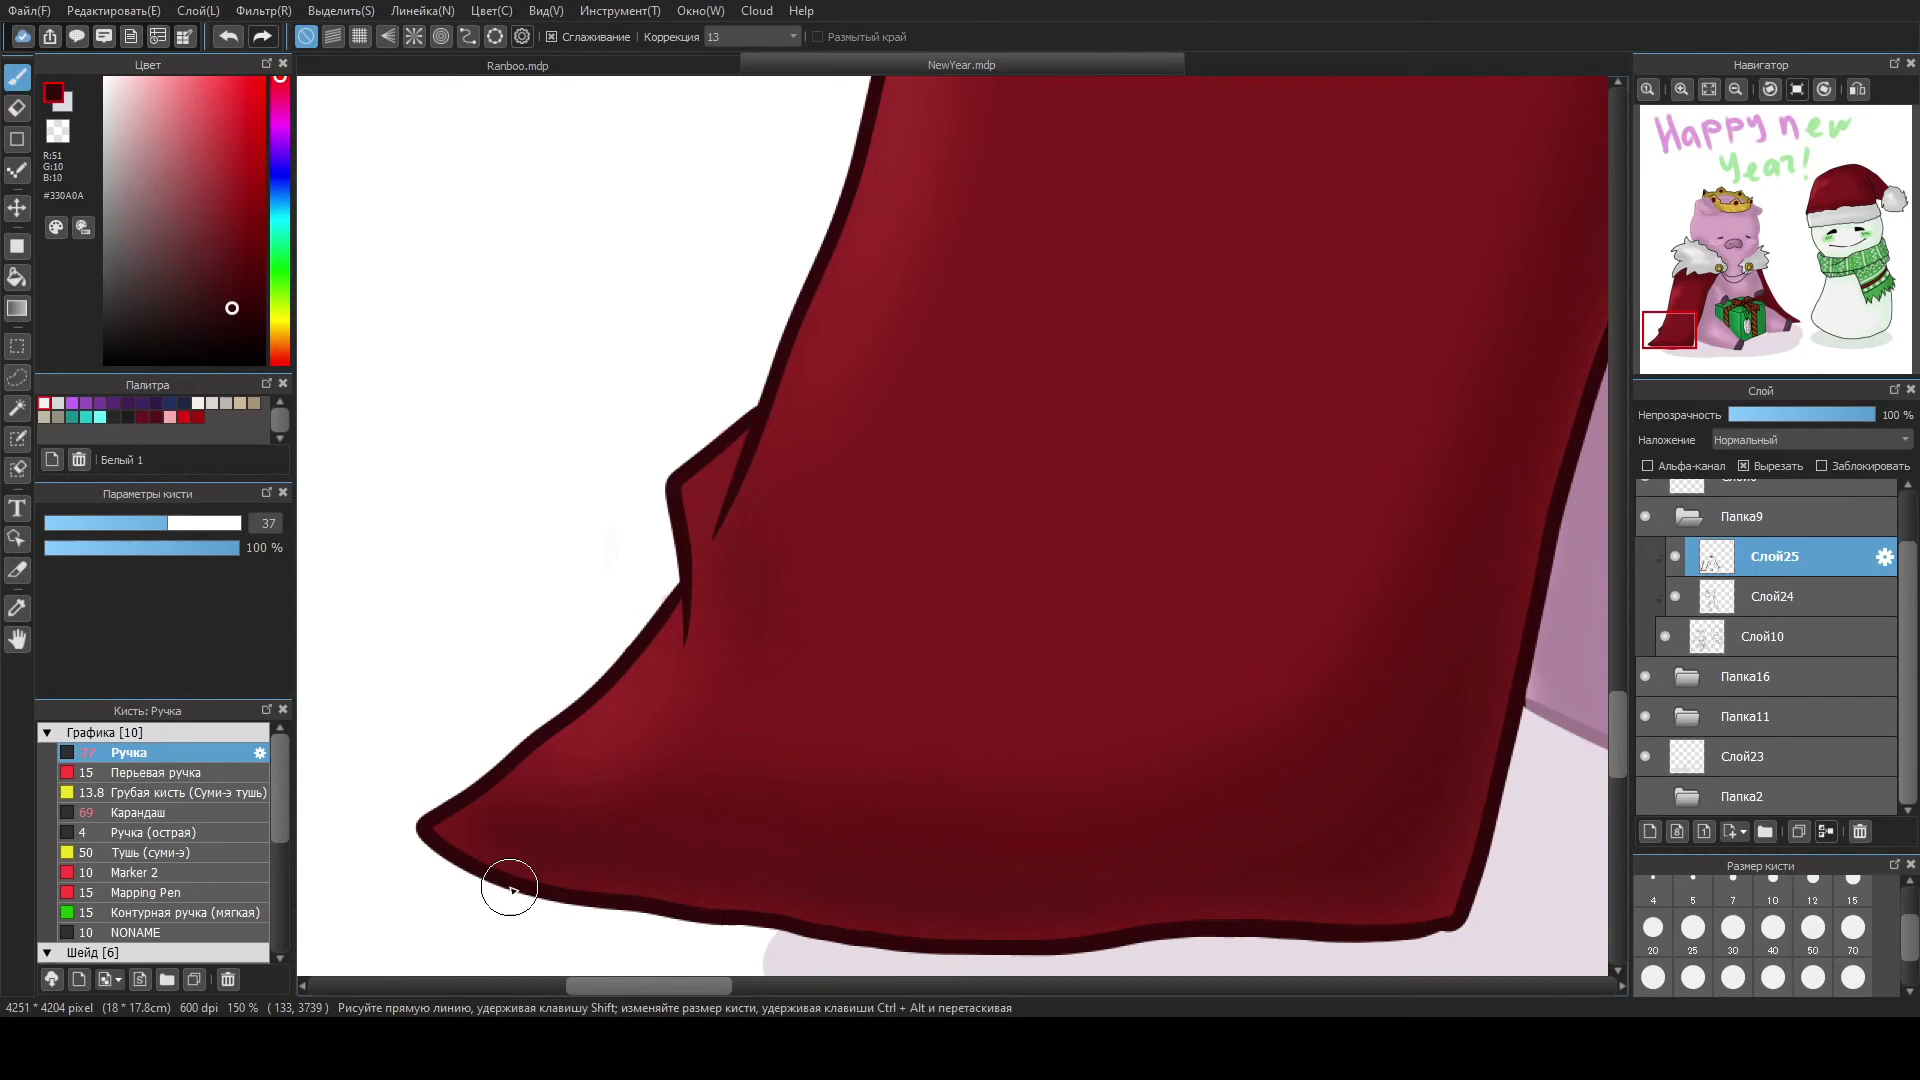 Файл(F) Редактировать(E) Слой(L) Фильтр(R) Выделить(S) Линейка(N) Цвет(C) Вид(V) Инструмент(T) Окно(W) Cloud Help
Сглаживание Коррекция 13 Размытый край
Цвет
Ranboo.mdp NewYear.mdp
Навигатор
R:51
G:10
B:10
#330A0A
Happy new
Year!
Палитра
Белый 1
Параметры кисти
37
100 %
Слой
Непрозрачность 100 %
Наложение Нормальный
Альфа-канал Вырезать Заблокировать
Папка9
Слой25
Слой24
Слой10
Папка16
Папка11
Слой23
Папка2
Кисть: Ручка
Графика [10]
37 Ручка
15 Перьевая ручка
13.8 Грубая кисть (Суми-э тушь)
69 Карандаш
4 Ручка (острая)
50 Тушь (суми-э)
10 Marker 2
15 Mapping Pen
15 Контурная ручка (мягкая)
10 NONAME
Шейд [6]
Размер кисти
4 5 7 10 12 15
20 25 30 40 50 70
4251 * 4204 pixel (18 * 17.8cm) 600 dpi 150 % ( 133, 3739 ) Рисуйте прямую линию, удерживая клавишу Shift; изменяйте размер кисти, удерживая клавиши Ctrl + Alt и перетаскивая